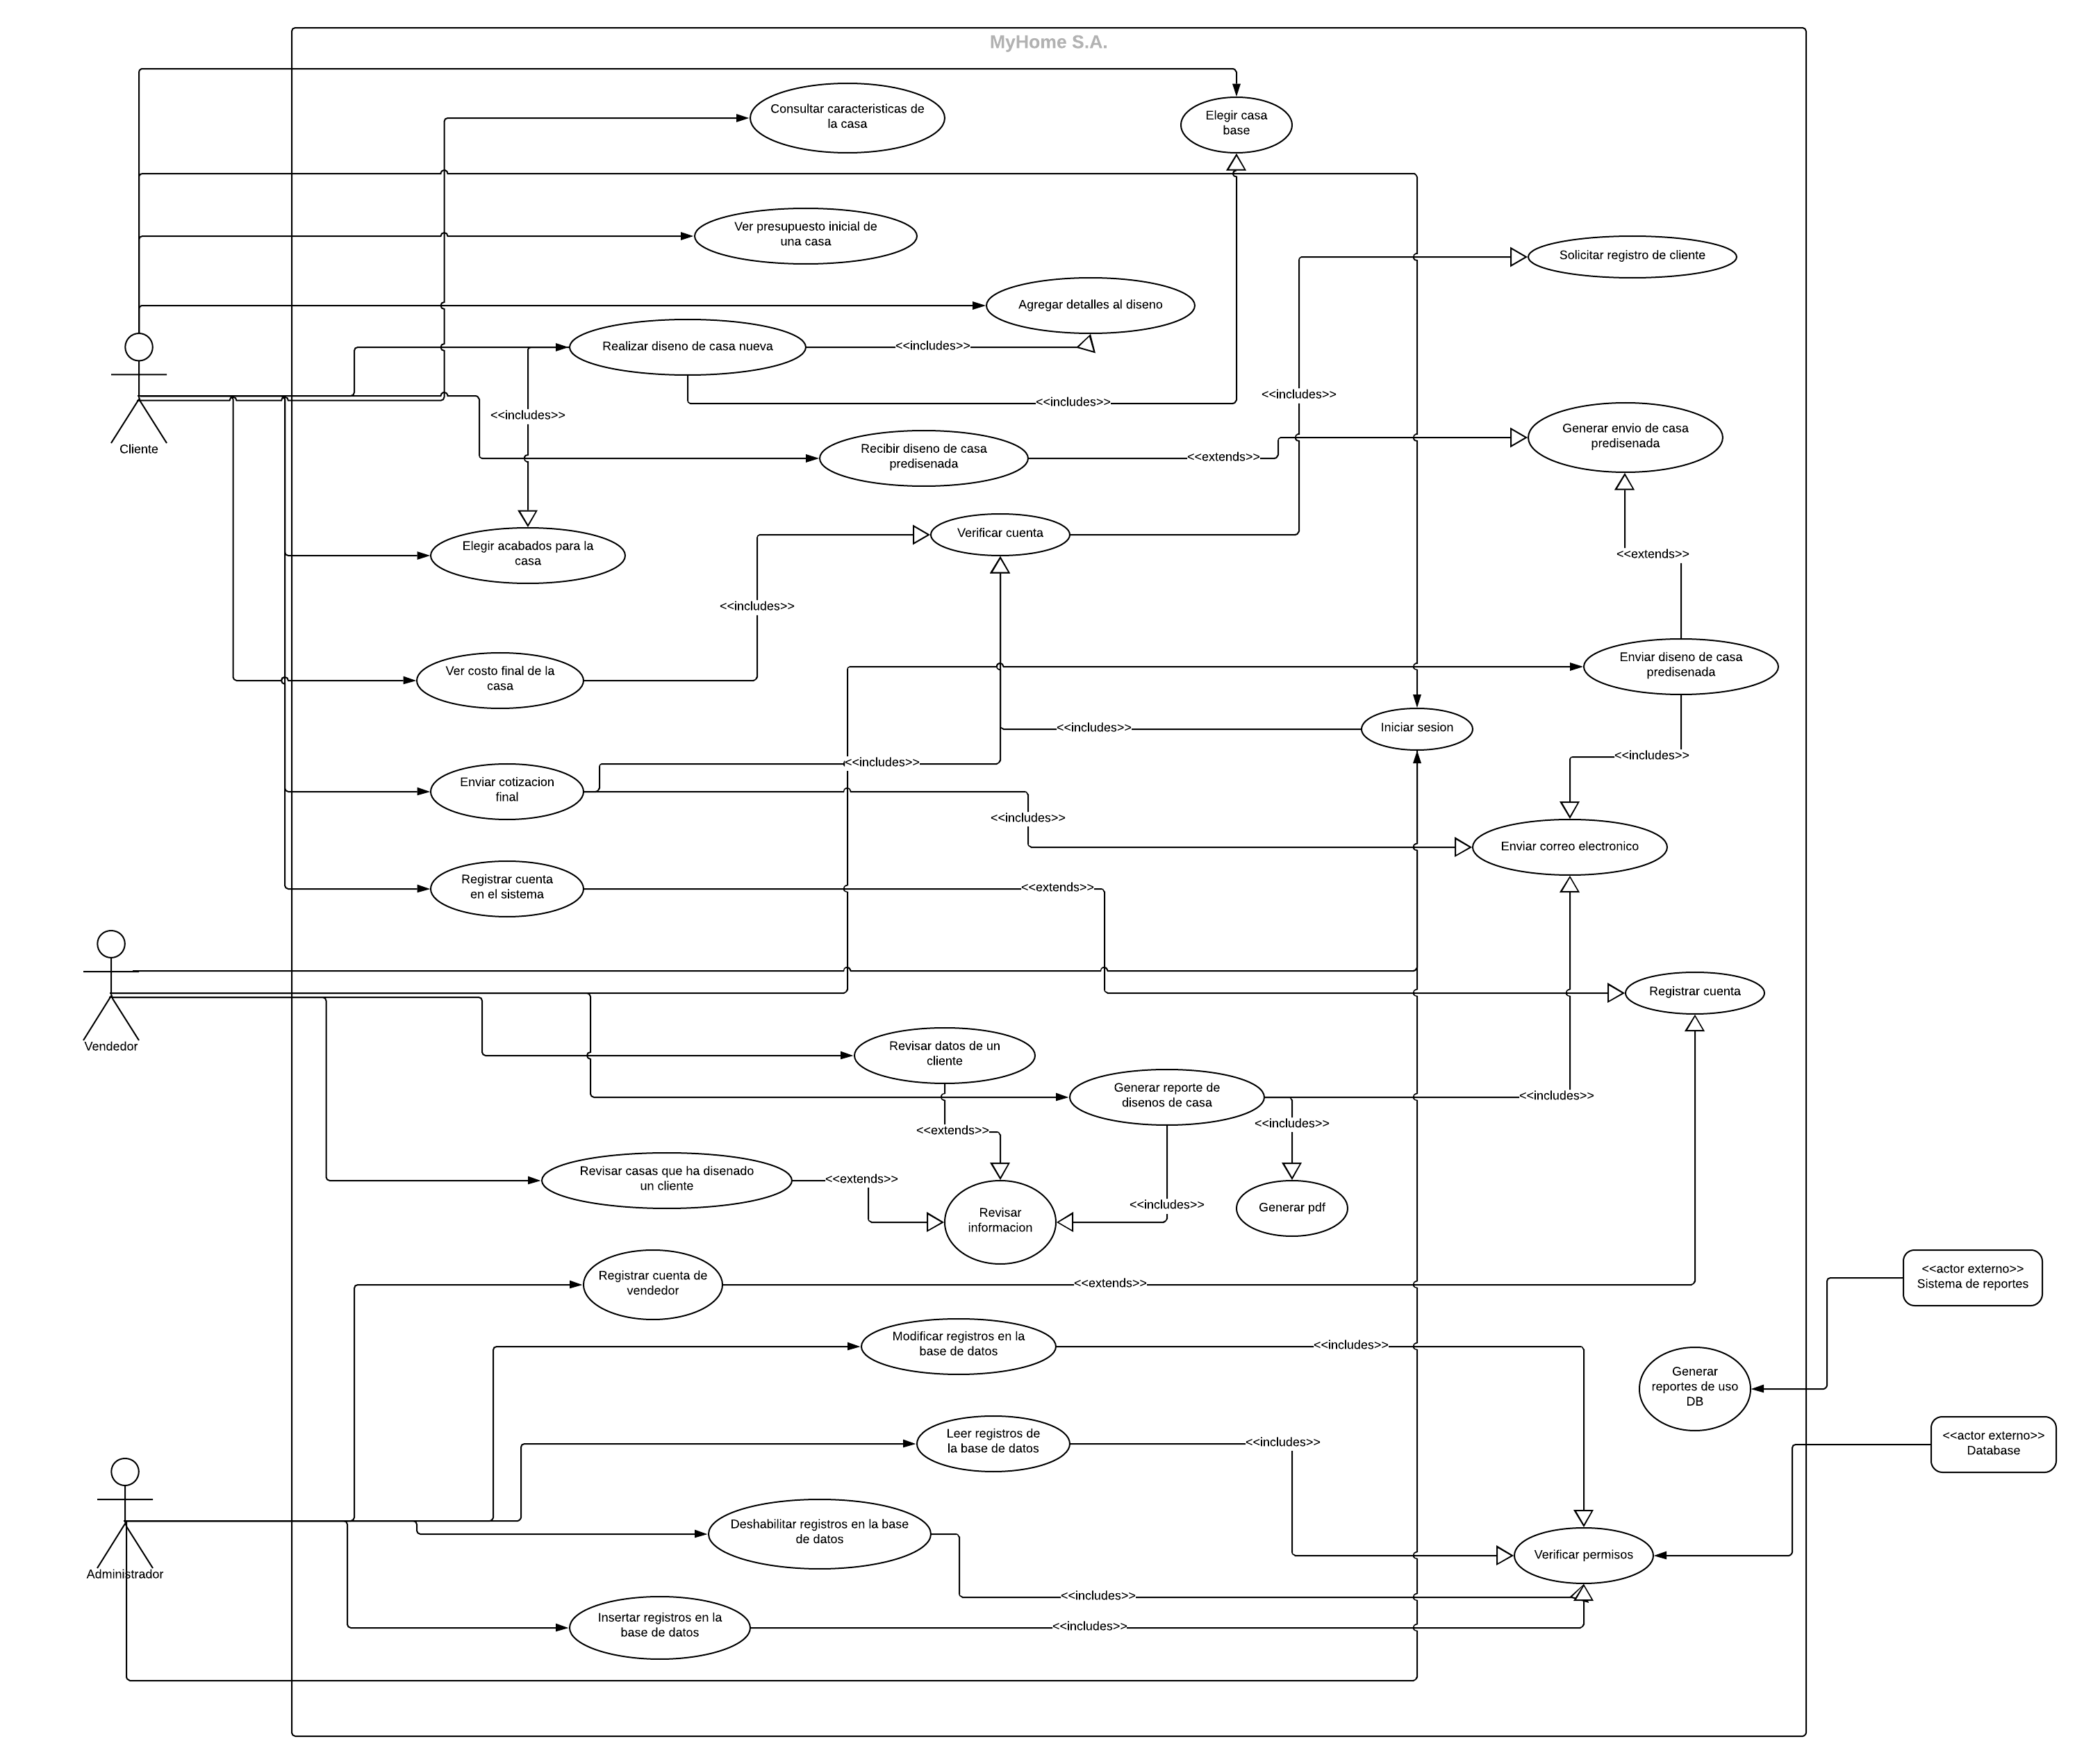 MyHome S.A.
Consultar caracteristicas de
la casa
Elegir casa
base
Ver presupuesto inicial de
una casa
Solicitar registro de cliente
Agregar detalles al diseno
Realizar diseno de casa nueva
<<includes>>
<<includes>>
<<includes>>
<<includes>>
Cliente
Recibir diseno de casa
predisenada
<<extends>>
Generar envio de casa
predisenada
Elegir acabados para la
casa
Verificar cuenta
<<extends>>
<<includes>>
Ver costo final de la
casa
Enviar diseno de casa
predisenada
<<includes>>
Iniciar sesion
<<includes>>
<<includes>>
Enviar cotizacion
final
<<includes>>
Enviar correo electronico
Registrar cuenta
en el sistema
<<extends>>
Registrar cuenta
Vendedor
Revisar datos de un
cliente
Generar reporte de
disenos de casa
<<includes>>
<<extends>>
<<includes>>
Revisar casas que ha disenado
un cliente
<<extends>>
<<includes>>
Revisar
informacion
Generar pdf
Registrar cuenta de
vendedor
<<extends>>
<<actor externo>>
Sistema de reportes
Modificar registros en la
base de datos
<<includes>>
Generar
reportes de uso
DB
Leer registros de
la base de datos
<<includes>>
<<actor externo>>
Database
Deshabilitar registros en la base
de datos
Verificar permisos
Administrador
<<includes>>
Insertar registros en la
base de datos
<<includes>>